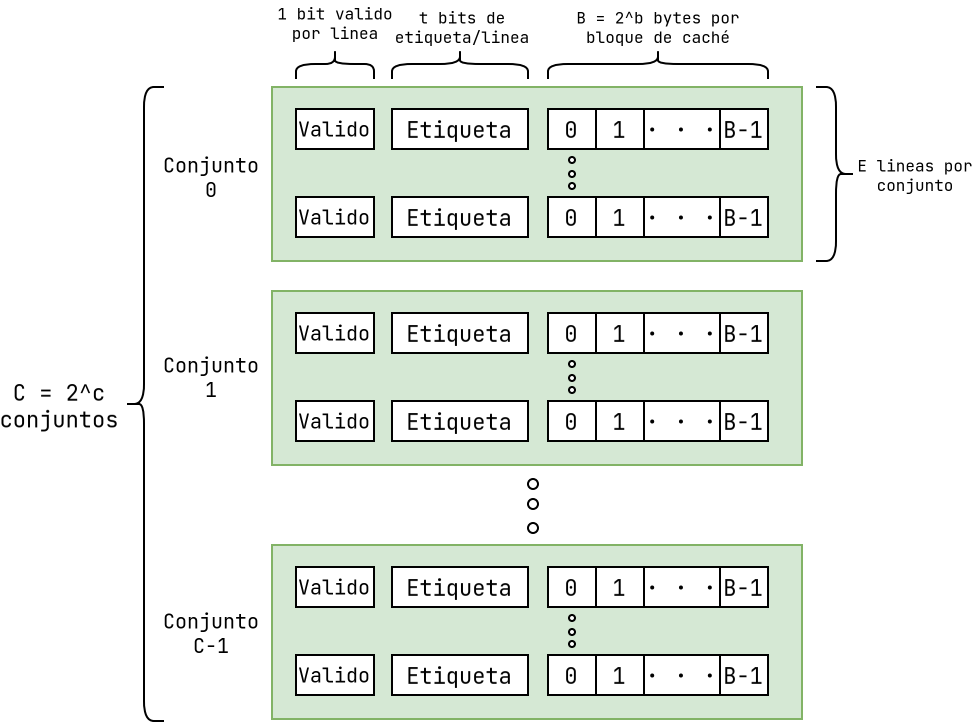 1 bit valido
por linea
t bits de
etiqueta/linea
B = 2^b bytes por
bloque de caché
Valido Etiqueta 0 1 · · · B-1
Conjunto
0
Valido Etiqueta 0 1 · · · B-1
E lineas por
conjunto
Valido Etiqueta 0 1 · · · B-1
Conjunto
1
Valido Etiqueta 0 1 · · · B-1
C = 2^c
conjuntos
Valido Etiqueta 0 1 · · · B-1
Conjunto
C-1
Valido Etiqueta 0 1 · · · B-1